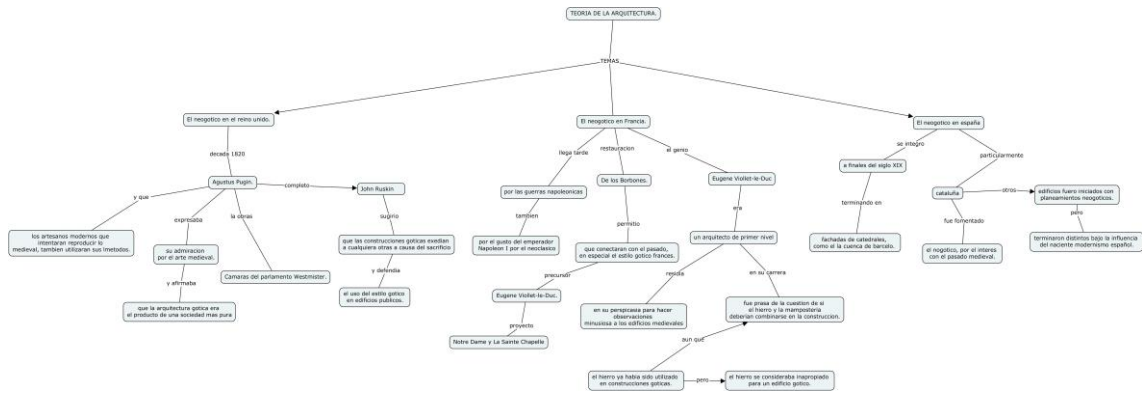 TEORIA DE LA ARQUITECTURA.
TEMAS
El neogotico en el reino unido.
decade 1820
Agustus Pugin.
y que
los artesanos modernos que
intentaran reproducir lo
medieval, tambien utilizaran sus imetodos.
expresaba
su admiracion
por el arte medieval.
y afirmaba
que la arquitectura gotica era
el producto de una sociedad mas pura
la otras
Camaras del parlamento Westmister.
completo
John Ruskin
sugirio
que las construcciones goticas exedian
a cualquiera otras a causa del sacrificio
y defendia
el uso del estilo gotico
en edificios publicos.
El neogotico en Francia.
llega tarde
por las guerras napoleonicas
tambien
por el gusto del emperador
Napoleon I por el neoclasico
restauracion
De los Borbones.
permitio
que conectaran con el pasado,
en especial el estilo gotico frances.
precursor
Eugene Viollet-le-Duc.
proyecto
Notre Dame y La Sainte Chapelle
el genio
Eugene Viollet-le-Duc
era
un arquitecto de primer nivel
residia
en su perspicasia para hacer
observaciones
minusiosa a los edificios medievales
en su carrera
fue prasa de la cuestion de si
el hierro y la mamposteria
deberian combinarse en la construccion.
aun que
el hierro ya habia sido utilizado
en construcciones goticas.
pero
el hierro se consideraba inapropiado
para un edificio gotico.
El neogotico en españa
se integro
a finales del siglo XIX
terminando en
fachadas de catedrales,
como el la cuenca de barcelo.
particularmente
cataluña
fue fomentado
el nogotico, por el interes
con el pasado medieval.
otros
edificios fuero iniciados con
planteamientos neogoticos.
pero
terminaron distintos bajo la influencia
del naciente modernismo español.